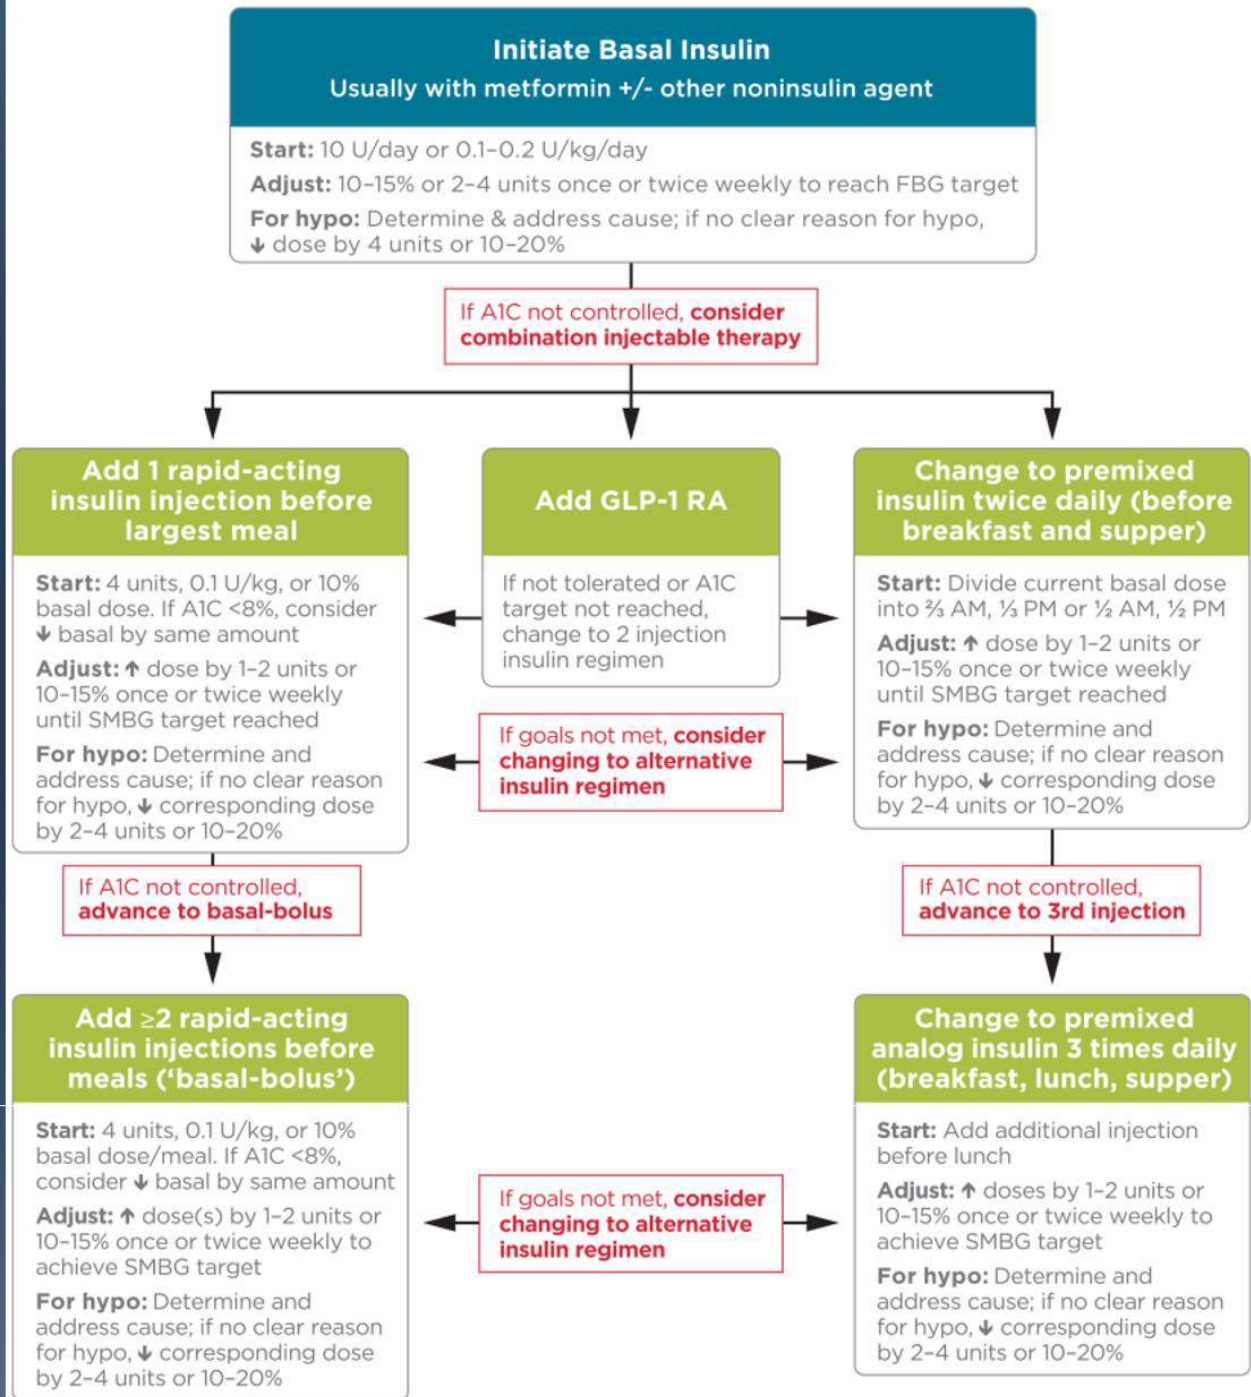 Initiate Basal Insulin
Usually with metformin +/- other noninsulin agent
Start: 10 U/day or 0.1–0.2 U/kg/day
Adjust: 10–15% or 2–4 units once or twice weekly to reach FBG target
For hypo: Determine & address cause; if no clear reason for hypo,
↓ dose by 4 units or 10–20%
If A1C not controlled, consider
combination injectable therapy
Add 1 rapid-acting
insulin injection before
largest meal
Start: 4 units, 0.1 U/kg, or 10%
basal dose. If A1C <8%, consider
↓ basal by same amount
Adjust: ↑ dose by 1–2 units or
10–15% once or twice weekly
until SMBG target reached
For hypo: Determine and
address cause; if no clear reason
for hypo, ↓ corresponding dose
by 2–4 units or 10–20%
Add GLP-1 RA
If not tolerated or A1C
target not reached,
change to 2 injection
insulin regimen
Change to premixed
insulin twice daily (before
breakfast and supper)
Start: Divide current basal dose
into ⅔ AM, ⅓ PM or ½ AM, ½ PM
Adjust: ↑ dose by 1–2 units or
10–15% once or twice weekly
until SMBG target reached
For hypo: Determine and
address cause; if no clear reason
for hypo, ↓ corresponding dose
by 2–4 units or 10–20%
If goals not met, consider
changing to alternative
insulin regimen
If A1C not controlled,
advance to basal-bolus
If A1C not controlled,
advance to 3rd injection
Add ≥2 rapid-acting
insulin injections before
meals (‘basal-bolus’)
Start: 4 units, 0.1 U/kg, or 10%
basal dose/meal. If A1C <8%,
consider ↓ basal by same amount
Adjust: ↑ dose(s) by 1–2 units or
10–15% once or twice weekly to
achieve SMBG target
For hypo: Determine and
address cause; if no clear reason
for hypo, ↓ corresponding dose
by 2–4 units or 10–20%
If goals not met, consider
changing to alternative
insulin regimen
Change to premixed
analog insulin 3 times daily
(breakfast, lunch, supper)
Start: Add additional injection
before lunch
Adjust: ↑ doses by 1–2 units or
10–15% once or twice weekly to
achieve SMBG target
For hypo: Determine and
address cause; if no clear reason
for hypo, ↓ corresponding dose
by 2–4 units or 10–20%